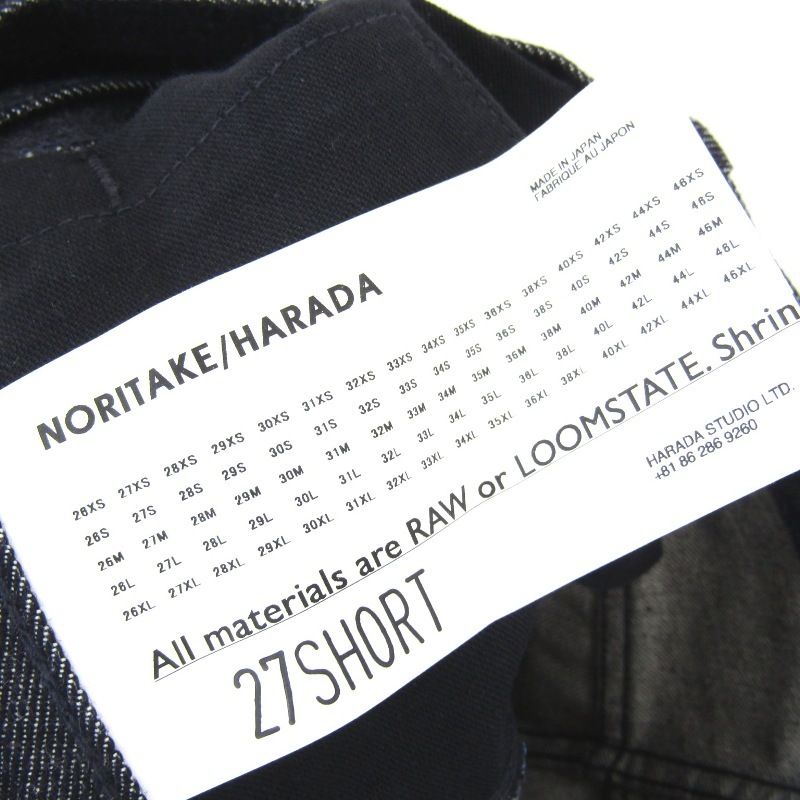 MADE IN JAPAN
FABRIQUE AU JAPON
NORITAKE/HARADA
26XS 27XS 28XS 29XS 30XS 31XS 32XS 33XS 34XS 35XS 36XS 38XS 40XS 42XS 44XS 46XS
26S 27S 28S 29S 30S 31S 32S 33S 34S 35S 36S 38S 40S 42S 44S 46S
26M 27M 28M 29M 30M 31M 32M 33M 34M 35M 36M 38M 40M 42M 44M 46M
26L 27L 28L 29L 30L 31L 32L 33L 34L 35L 36L 38L 40L 42L 44L 46L
26XL 27XL 28XL 29XL 30XL 31XL 32XL 33XL 34XL 35XL 36XL 38XL 40XL 42XL 44XL 46XL
All materials are RAW or LOOMSTATE. Shrin
27SHORT
HARADA STUDIO LTD.
+81 86 286 9260